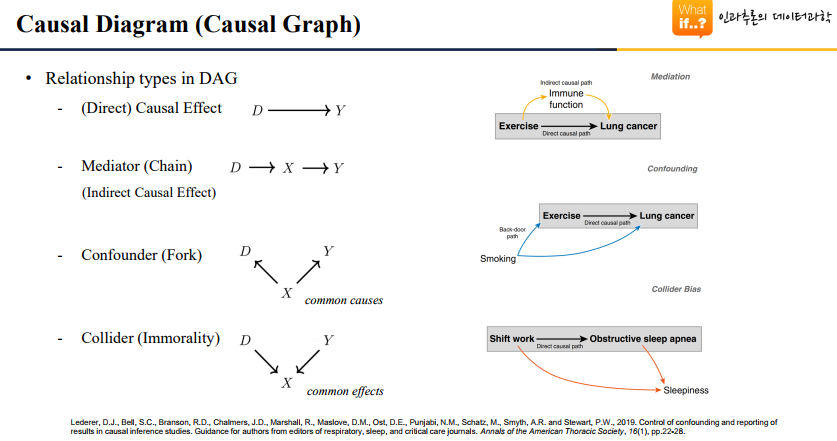 Causal Diagram (Causal Graph)
What
if..?
인과추론의 데이터과학
• Relationship types in DAG
- (Direct) Causal Effect
D Y
- Mediator (Chain)
(Indirect Causal Effect)
D X Y
- Confounder (Fork)
D Y
X
common causes
- Collider (Immorality)
D Y
X
common effects
Mediation
Indirect causal path
Immune
function
Exercise Lung cancer
Direct causal path
Confounding
Exercise Lung cancer
Direct causal path
Back-door
path
Smoking
Collider Bias
Shift work Obstructive sleep apnea
Direct causal path
Sleepiness
Lederer, D.J., Bell, S.C., Branson, R.D., Chalmers, J.D., Marshall, R., Maslove, D.M., Ost, D.E., Punjabi, N.M., Schatz, M., Smyth, A.R. and Stewart, P.W., 2019. Control of confounding and reporting of
results in causal inference studies. Guidance for authors from editors of respiratory, sleep, and critical care journals. Annals of the American Thoracic Society, 16(1), pp.22-28.